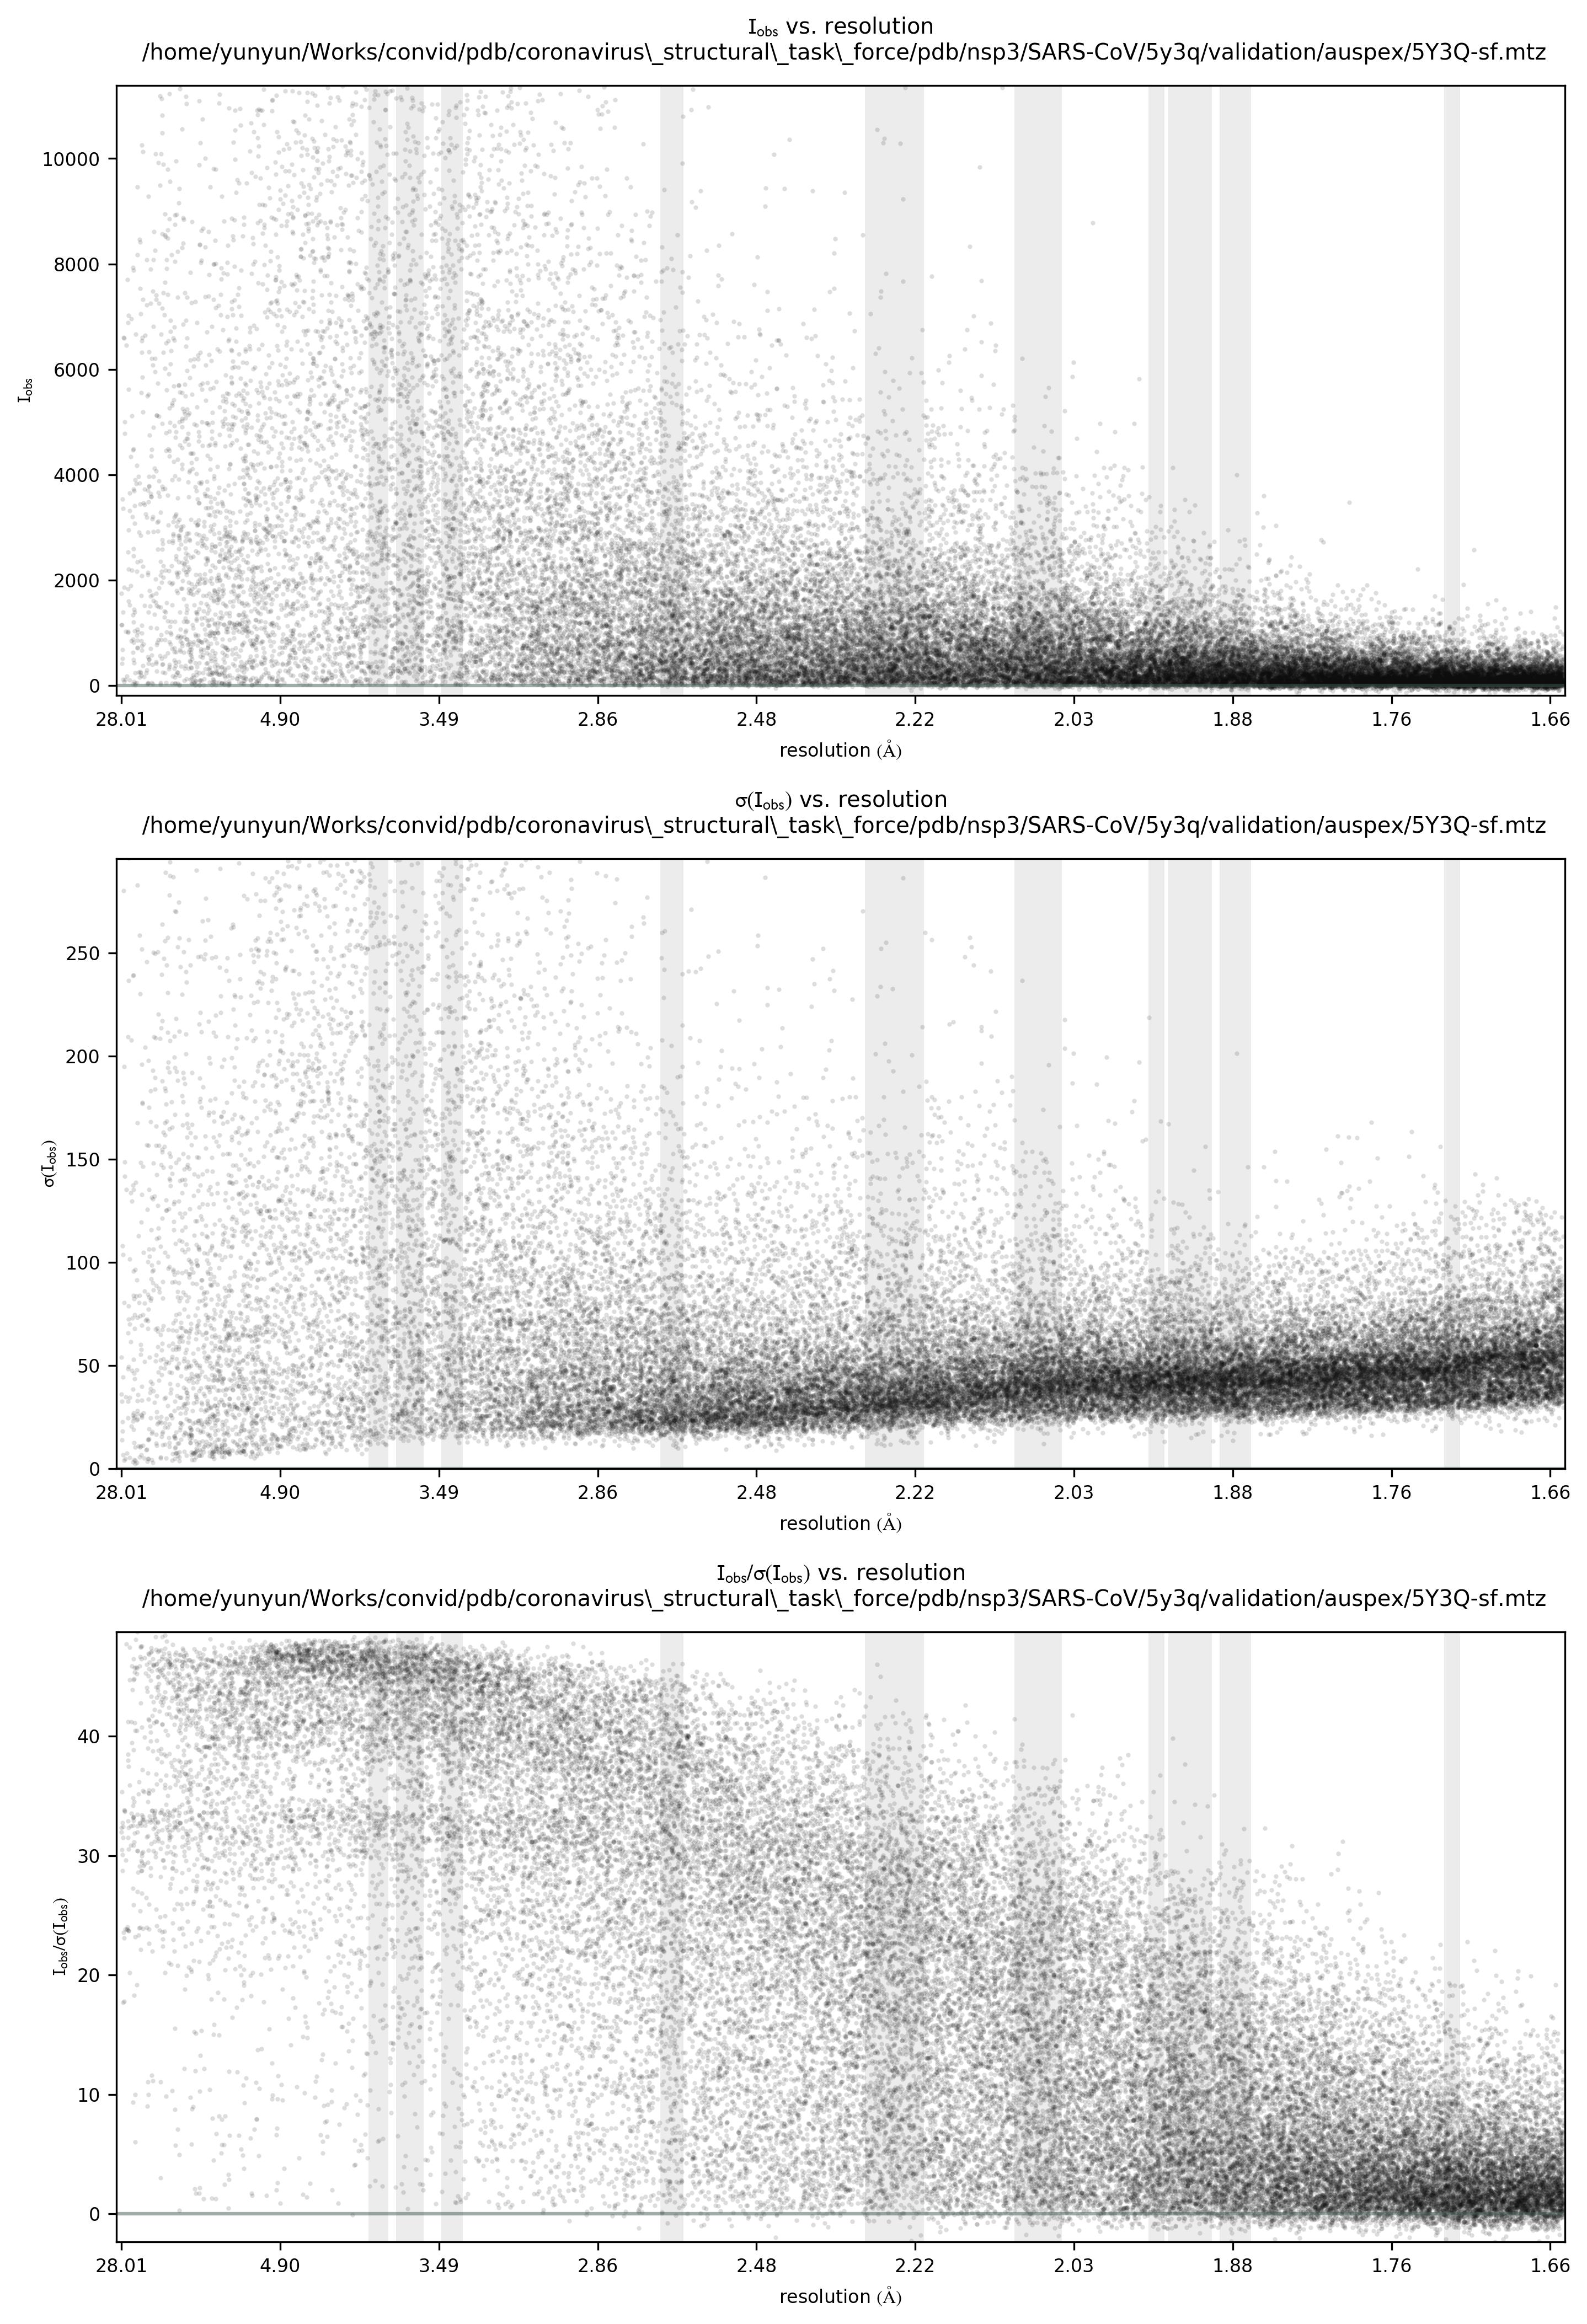 I_obs vs. resolution
/home/yunyun/Works/convid/pdb/coronavirus\_structural\_task\_force/pdb/nsp3/SARS-CoV/5y3q/validation/auspex/5Y3Q-sf.mtz
10000
8000
6000
I_obs
4000
2000
0
28.01 4.90 3.49 2.86 2.48 2.22 2.03 1.88 1.76 1.66
resolution (Å)
σ(I_obs) vs. resolution
/home/yunyun/Works/convid/pdb/coronavirus\_structural\_task\_force/pdb/nsp3/SARS-CoV/5y3q/validation/auspex/5Y3Q-sf.mtz
250
200
σ(I_obs)
150
100
50
0
28.01 4.90 3.49 2.86 2.48 2.22 2.03 1.88 1.76 1.66
resolution (Å)
I_obs/σ(I_obs) vs. resolution
/home/yunyun/Works/convid/pdb/coronavirus\_structural\_task\_force/pdb/nsp3/SARS-CoV/5y3q/validation/auspex/5Y3Q-sf.mtz
40
30
I_obs/σ(I_obs)
20
10
0
28.01 4.90 3.49 2.86 2.48 2.22 2.03 1.88 1.76 1.66
resolution (Å)